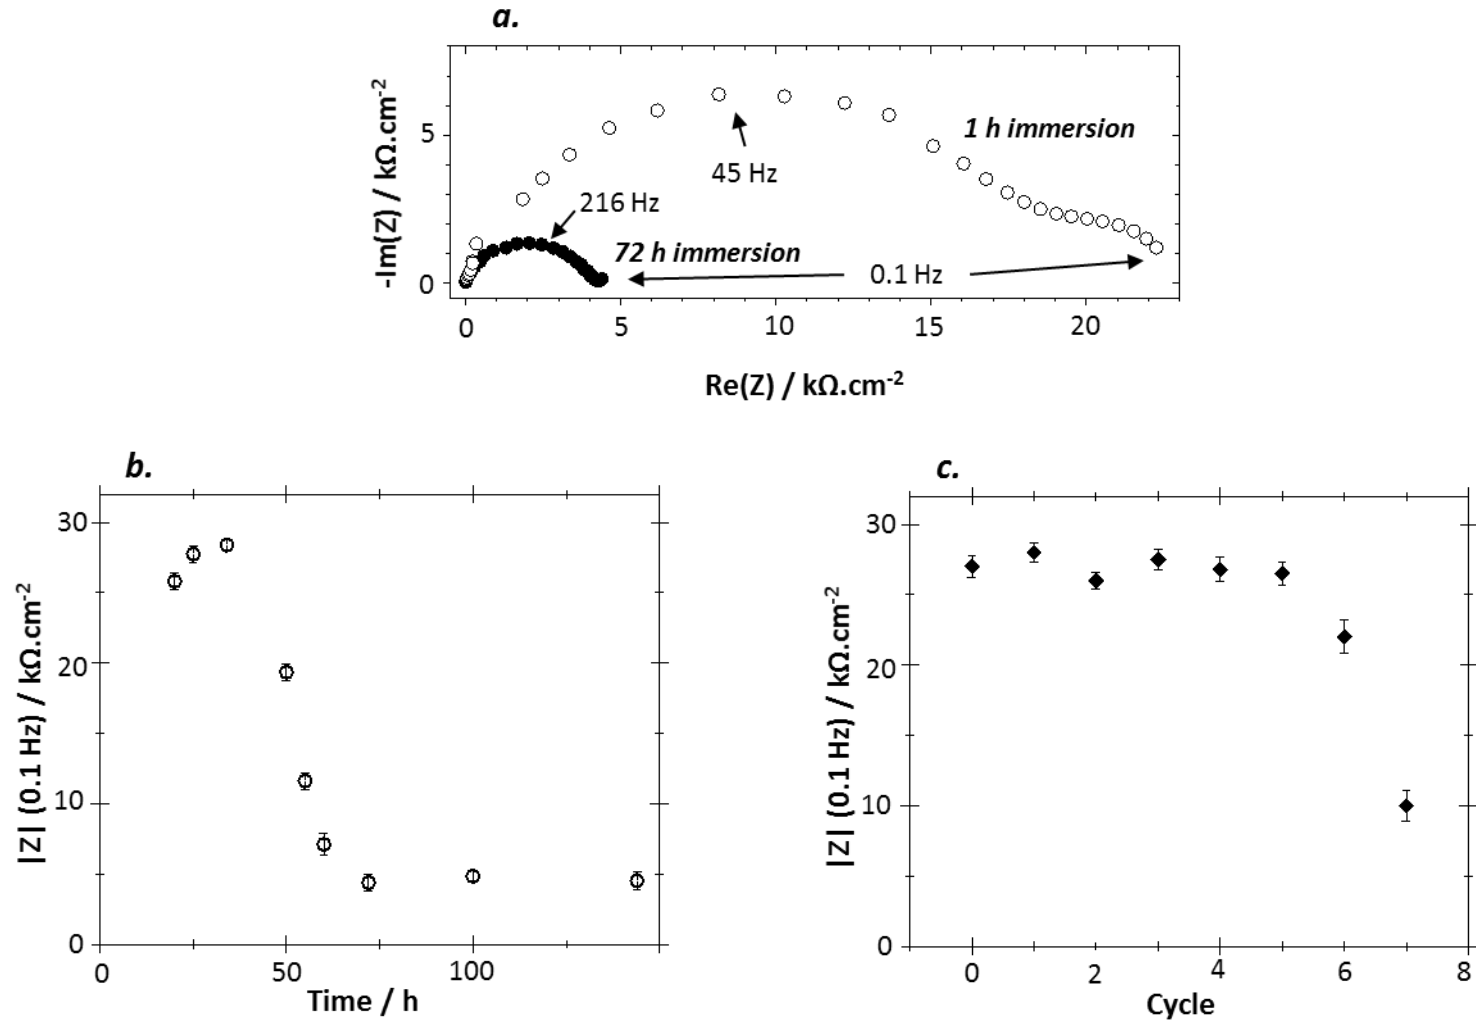 a.
-Im(Z) / kΩ.cm-2
5
0
1 h immersion
45 Hz
216 Hz
72 h immersion
0.1 Hz
0 5 10 15 20
Re(Z) / kΩ.cm-2
b.
|Z| (0.1 Hz) / kΩ.cm-2
30
20
10
0
0 50 100
Time / h
c.
|Z| (0.1 Hz) / kΩ.cm-2
30
20
10
0
0 2 4 6 8
Cycle